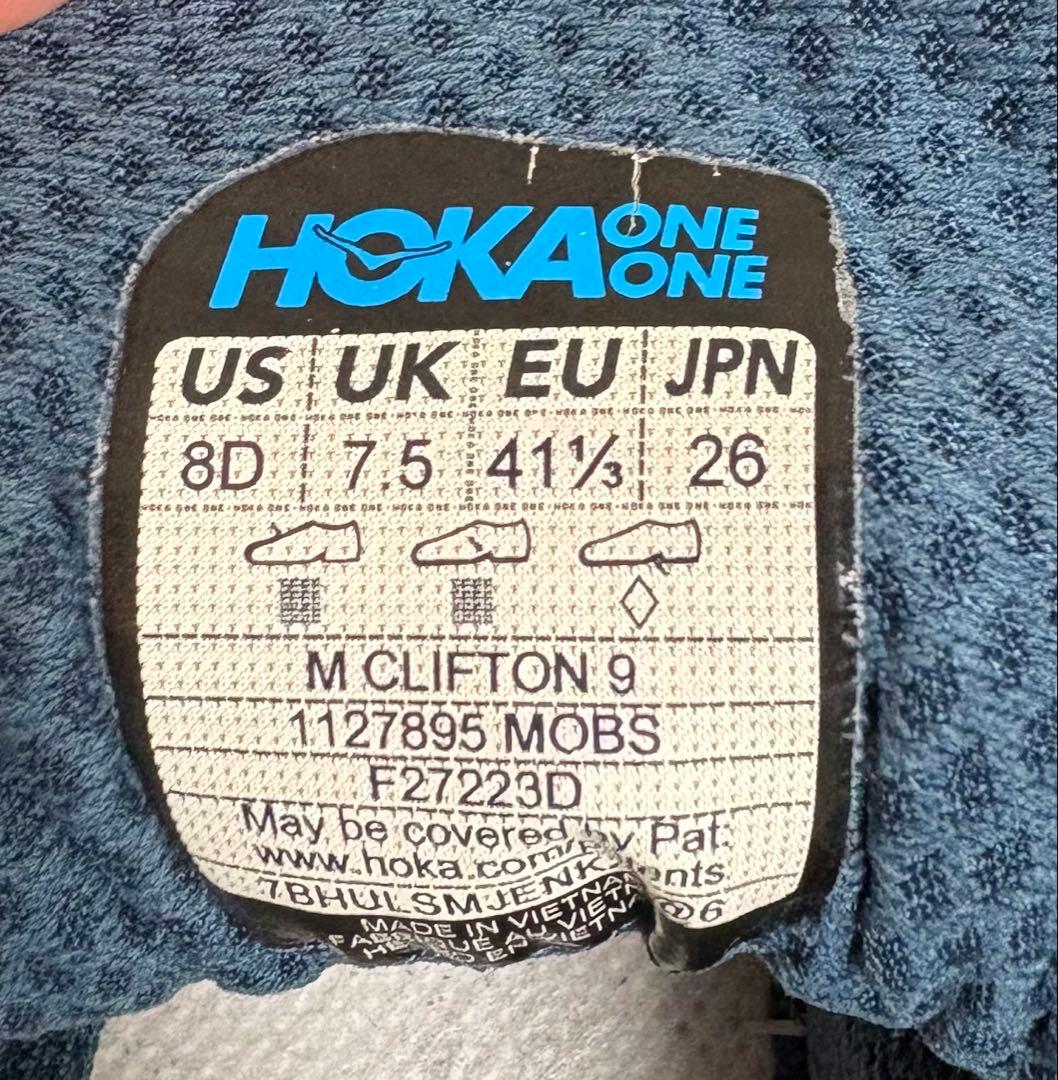 HOKA ONE ONE
US UK EU JPN
8D 7.5 41⅓ 26
M CLIFTON 9
1127895 MOBS
F27223D
May be covered by Pat.
www.hoka.com/
MADE IN VIETNAM